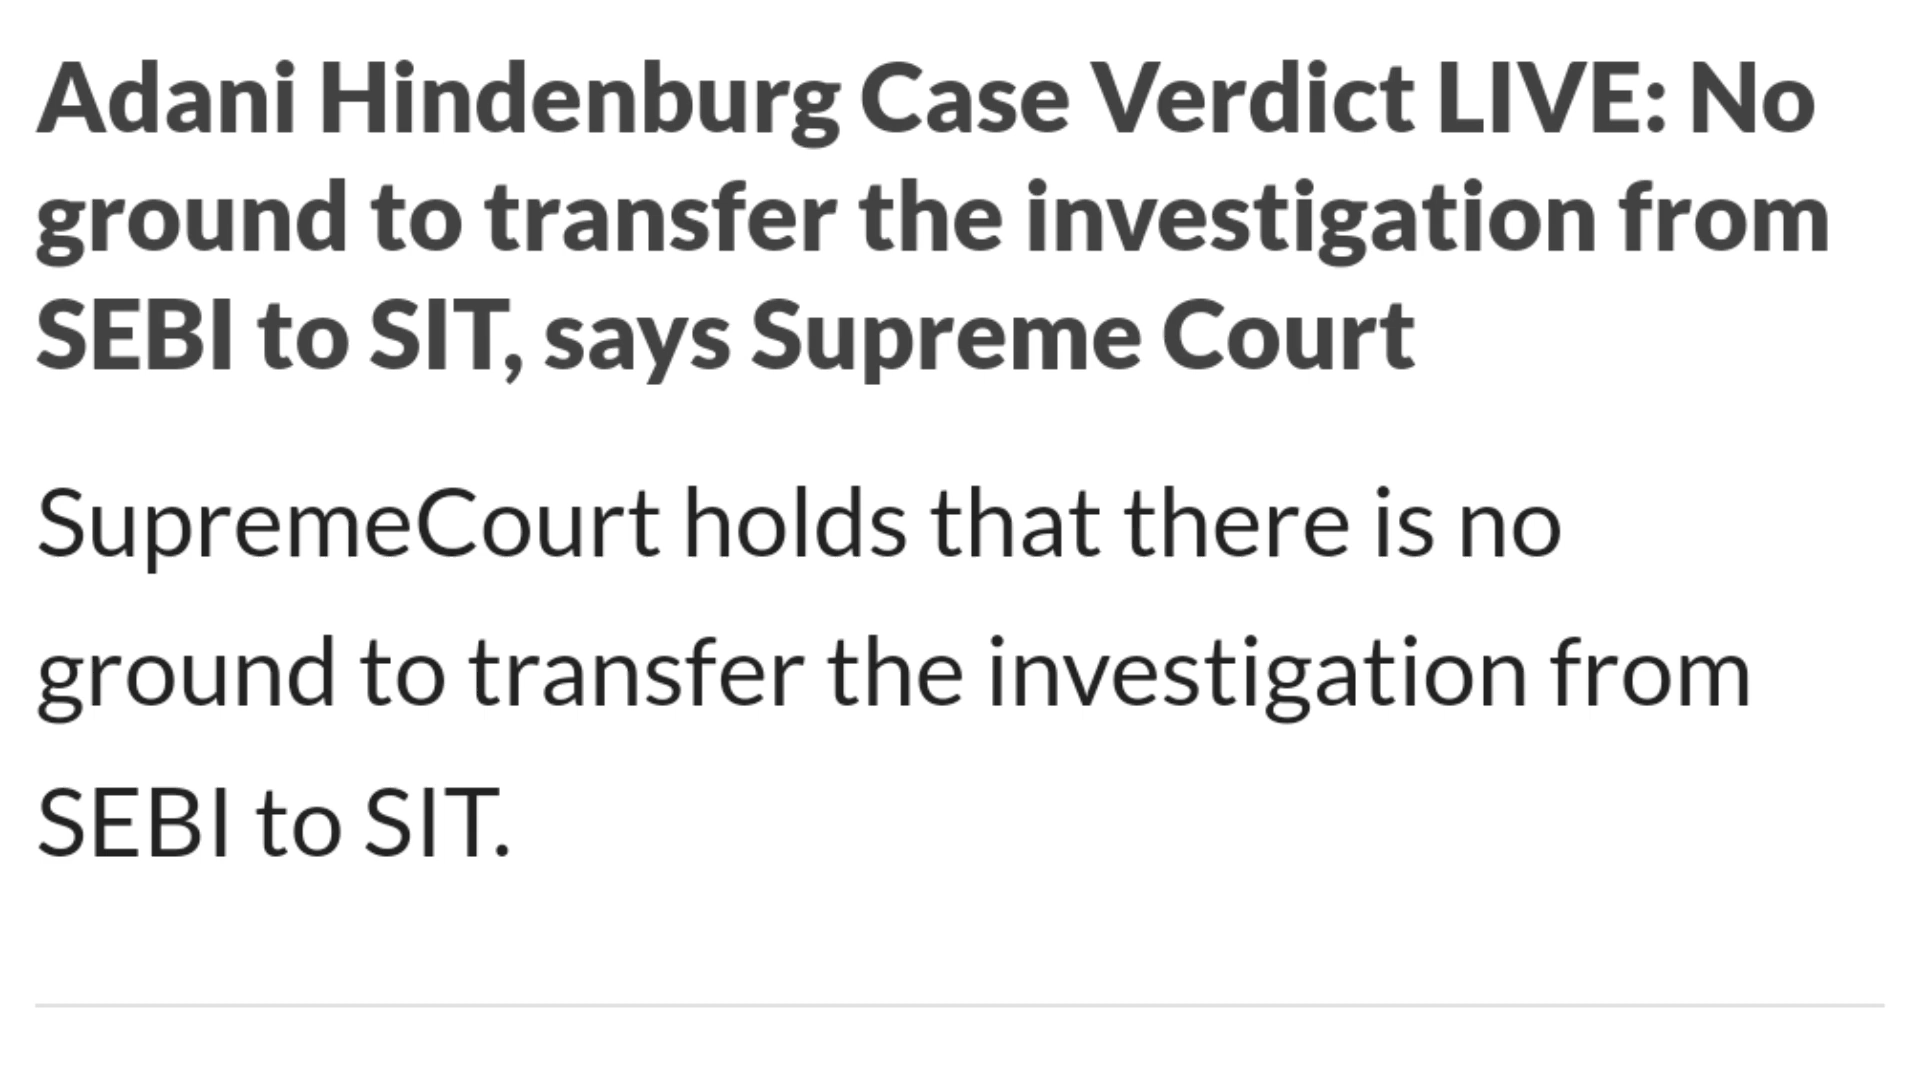 Adani Hindenburg Case Verdict LIVE: No
ground to transfer the investigation from
SEBI to SIT, says Supreme Court
SupremeCourt holds that there is no
ground to transfer the investigation from
SEBI to SIT.